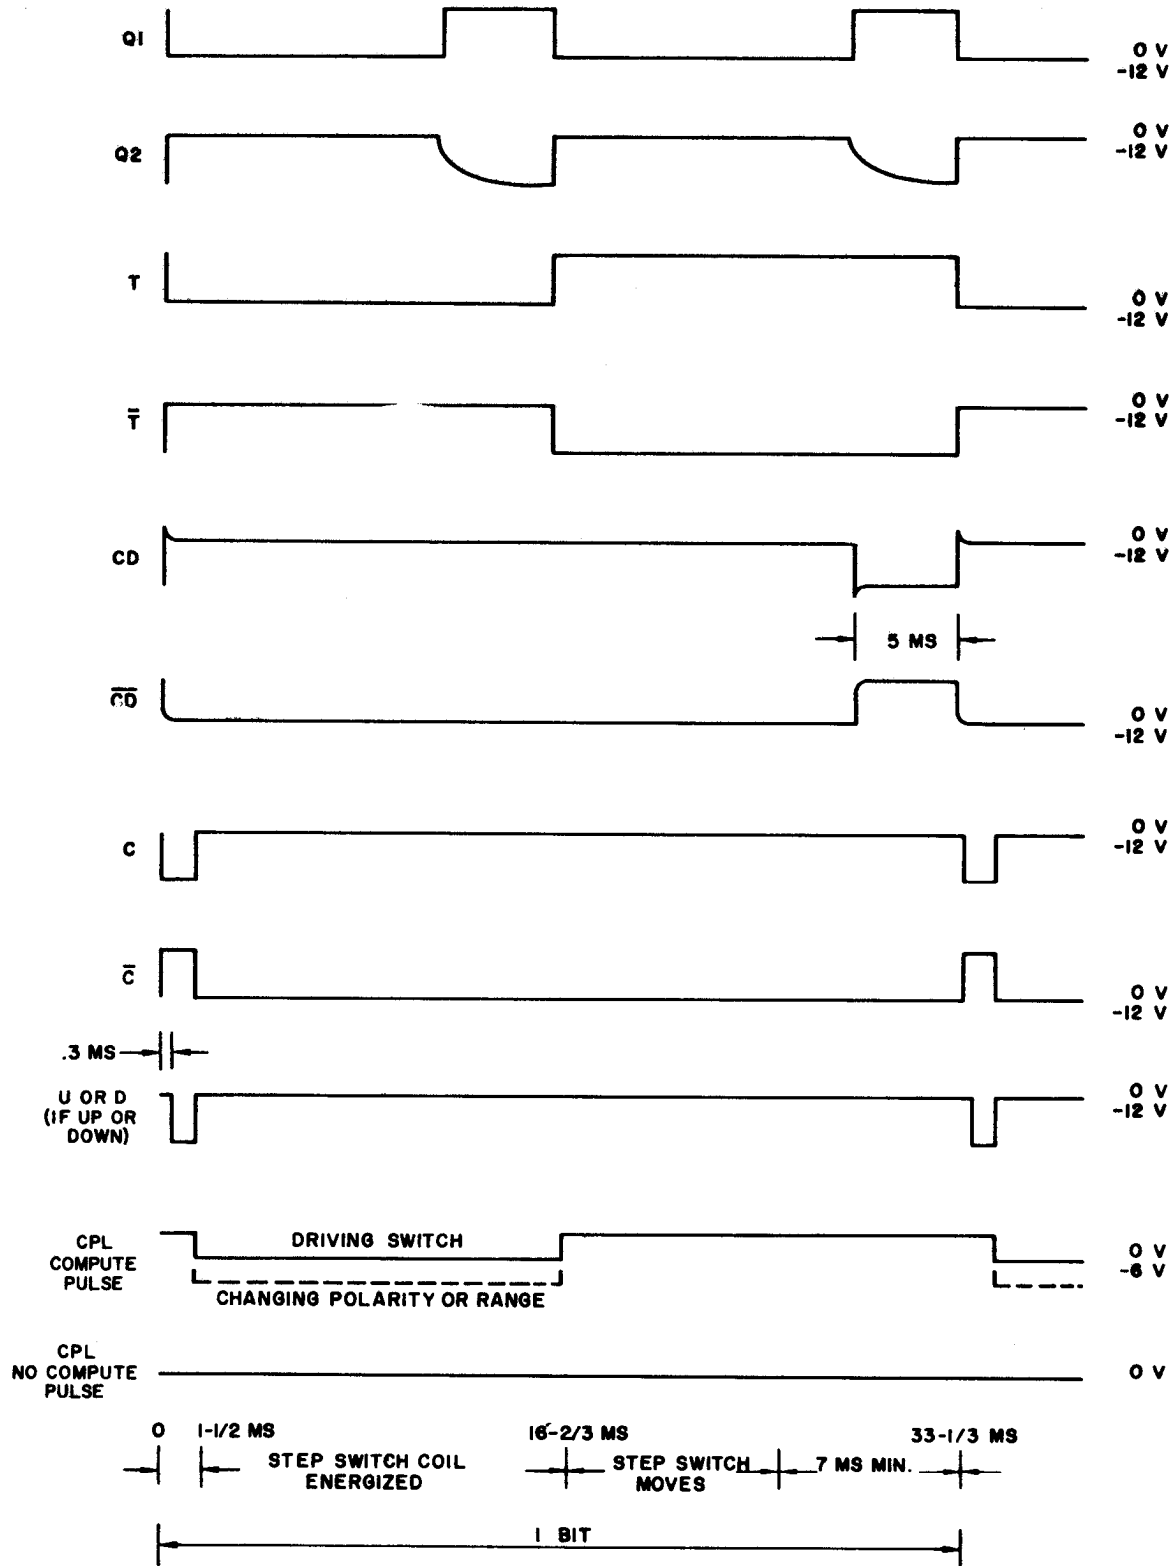 Q1
0 V
-12 V
Q2
0 V
-12 V
T
0 V
-12 V
T̅
0 V
-12 V
CD
0 V
-12 V
5 MS
C̅D̅
0 V
-12 V
C
0 V
-12 V
C̅
0 V
-12 V
.3 MS
U OR D
(IF UP OR
DOWN)
0 V
-12 V
CPL
COMPUTE
PULSE
DRIVING SWITCH
CHANGING POLARITY OR RANGE
0 V
-6 V
CPL
NO COMPUTE
PULSE
0 V
0 1-1/2 MS 16-2/3 MS 33-1/3 MS
STEP SWITCH COIL
ENERGIZED
STEP SWITCH
MOVES
7 MS MIN.
1 BIT